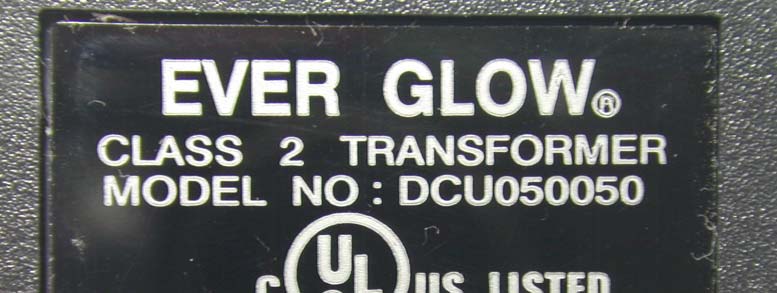 EVER GLOW®
CLASS 2 TRANSFORMER
MODEL NO: DCU050050
C UL US LISTED